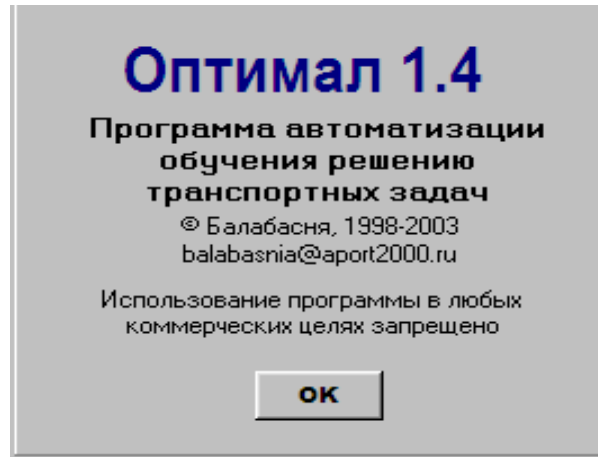 Оптимал 1.4
Программа автоматизации
обучения решению
транспортных задач
© Балабасня, 1998-2003
balabasnia@aport2000.ru
Использование программы в любых
коммерческих целях запрещено
ОК